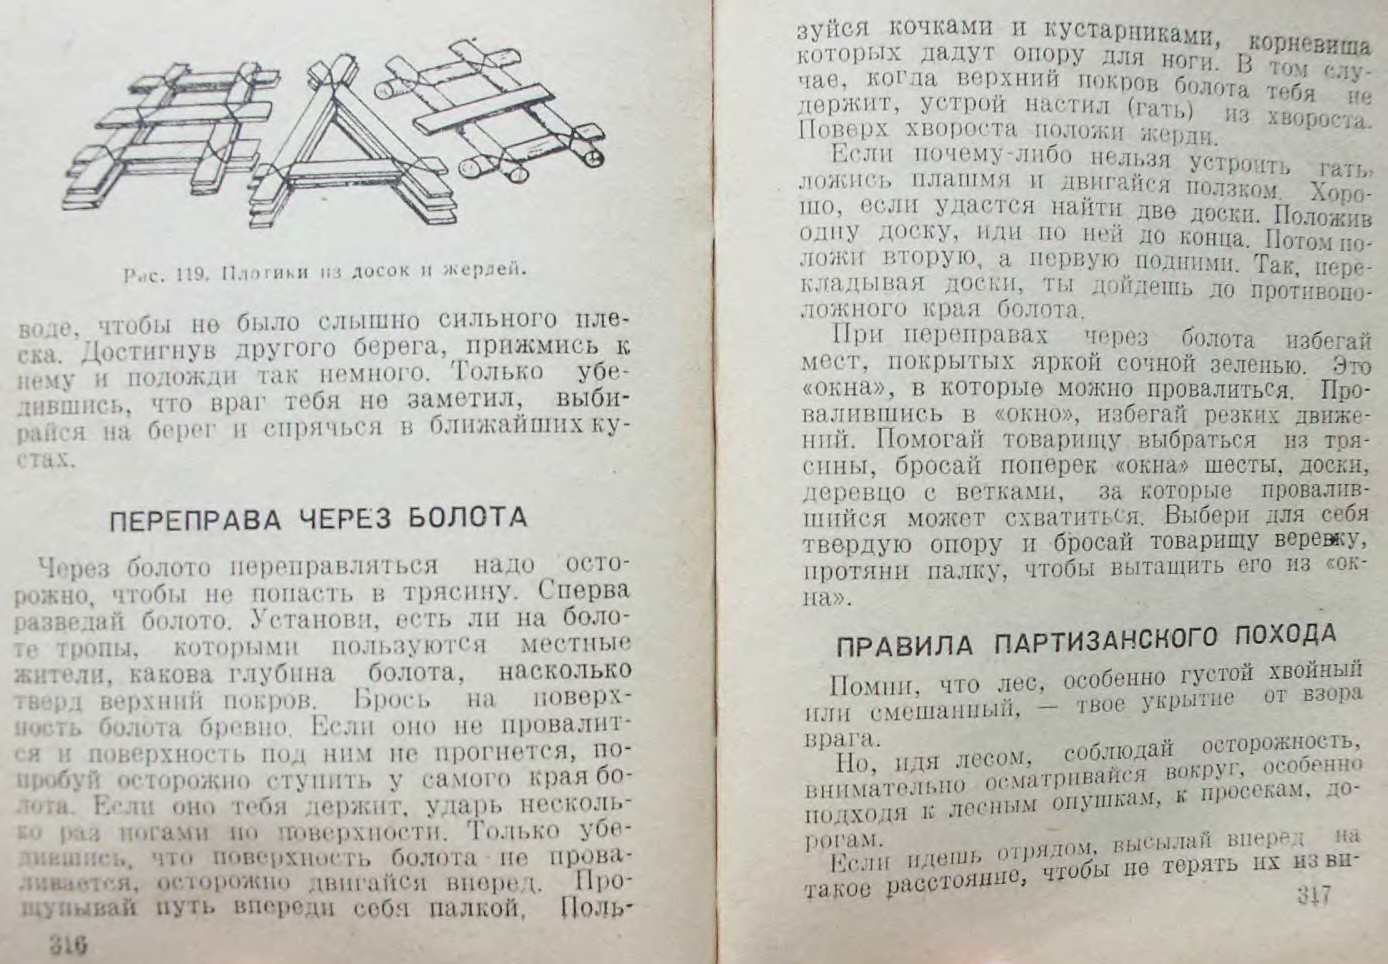 Рис. 119. Плотики из досок и жердей.
воде, чтобы не было слышно сильного пле-
ска. Достигнув другого берега, прижмись к
нему и подожди так немного. Только убе-
дившись, что враг тебя не заметил, выби-
райся на берег и спрячься в ближайших ку-
стах.
ПЕРЕПРАВА ЧЕРЕЗ БОЛОТА
Через болото переправляться надо осто-
рожно, чтобы не попасть в трясину. Сперва
разведай болото. Установи, есть ли на боло-
те тропы, которыми пользуются местные
жители, какова глубина болота, насколько
тверд верхний покров. Брось на поверх-
ность болота бревно. Если оно не провалит-
ся и поверхность под ним не прогнется, по-
пробуй осторожно ступить у самого края бо-
лота. Если оно тебя держит, ударь несколь-
ко раз ногами по поверхности. Только убе-
дившись, что поверхность болота не прова-
ливается, осторожно двигайся вперед. Про-
щупывай путь впереди себя палкой. Поль-
316
зуйся кочками и кустарниками, корневища
которых дадут опору для ноги. В том слу-
чае, когда верхний покров болота тебя не
держит, устрой настил (гать) из хвороста.
Поверх хвороста положи жерди.
Если почему-либо нельзя устроить гать,
ложись плашмя и двигайся ползком. Хоро-
шо, если удастся найти две доски. Положив
одну доску, иди по ней до конца. Потом по-
ложи вторую, а первую подними. Так, пере-
кладывая доски, ты дойдешь до противопо-
ложного края болота.
При переправах через болота избегай
мест, покрытых яркой сочной зеленью. Это
«окна», в которые можно провалиться. Про-
валившись в «окно», избегай резких движе-
ний. Помогай товарищу выбраться из тря-
сины, бросай поперек «окна» шесты, доски,
деревцо с ветками, за которые провалив-
шийся может схватиться. Выбери для себя
твердую опору и бросай товарищу веревку,
протяни палку, чтобы вытащить его из «ок-
на».
ПРАВИЛА ПАРТИЗАНСКОГО ПОХОДА
Помни, что лес, особенно густой хвойный
или смешанный, — твое укрытие от взора
врага.
Но, идя лесом, соблюдай осторожность,
внимательно осматривайся вокруг, особенно
подходя к лесным опушкам, к просекам, до-
рогам.
Если идешь отрядом, высылай вперед на
такое расстояние, чтобы не терять их из ви-
317